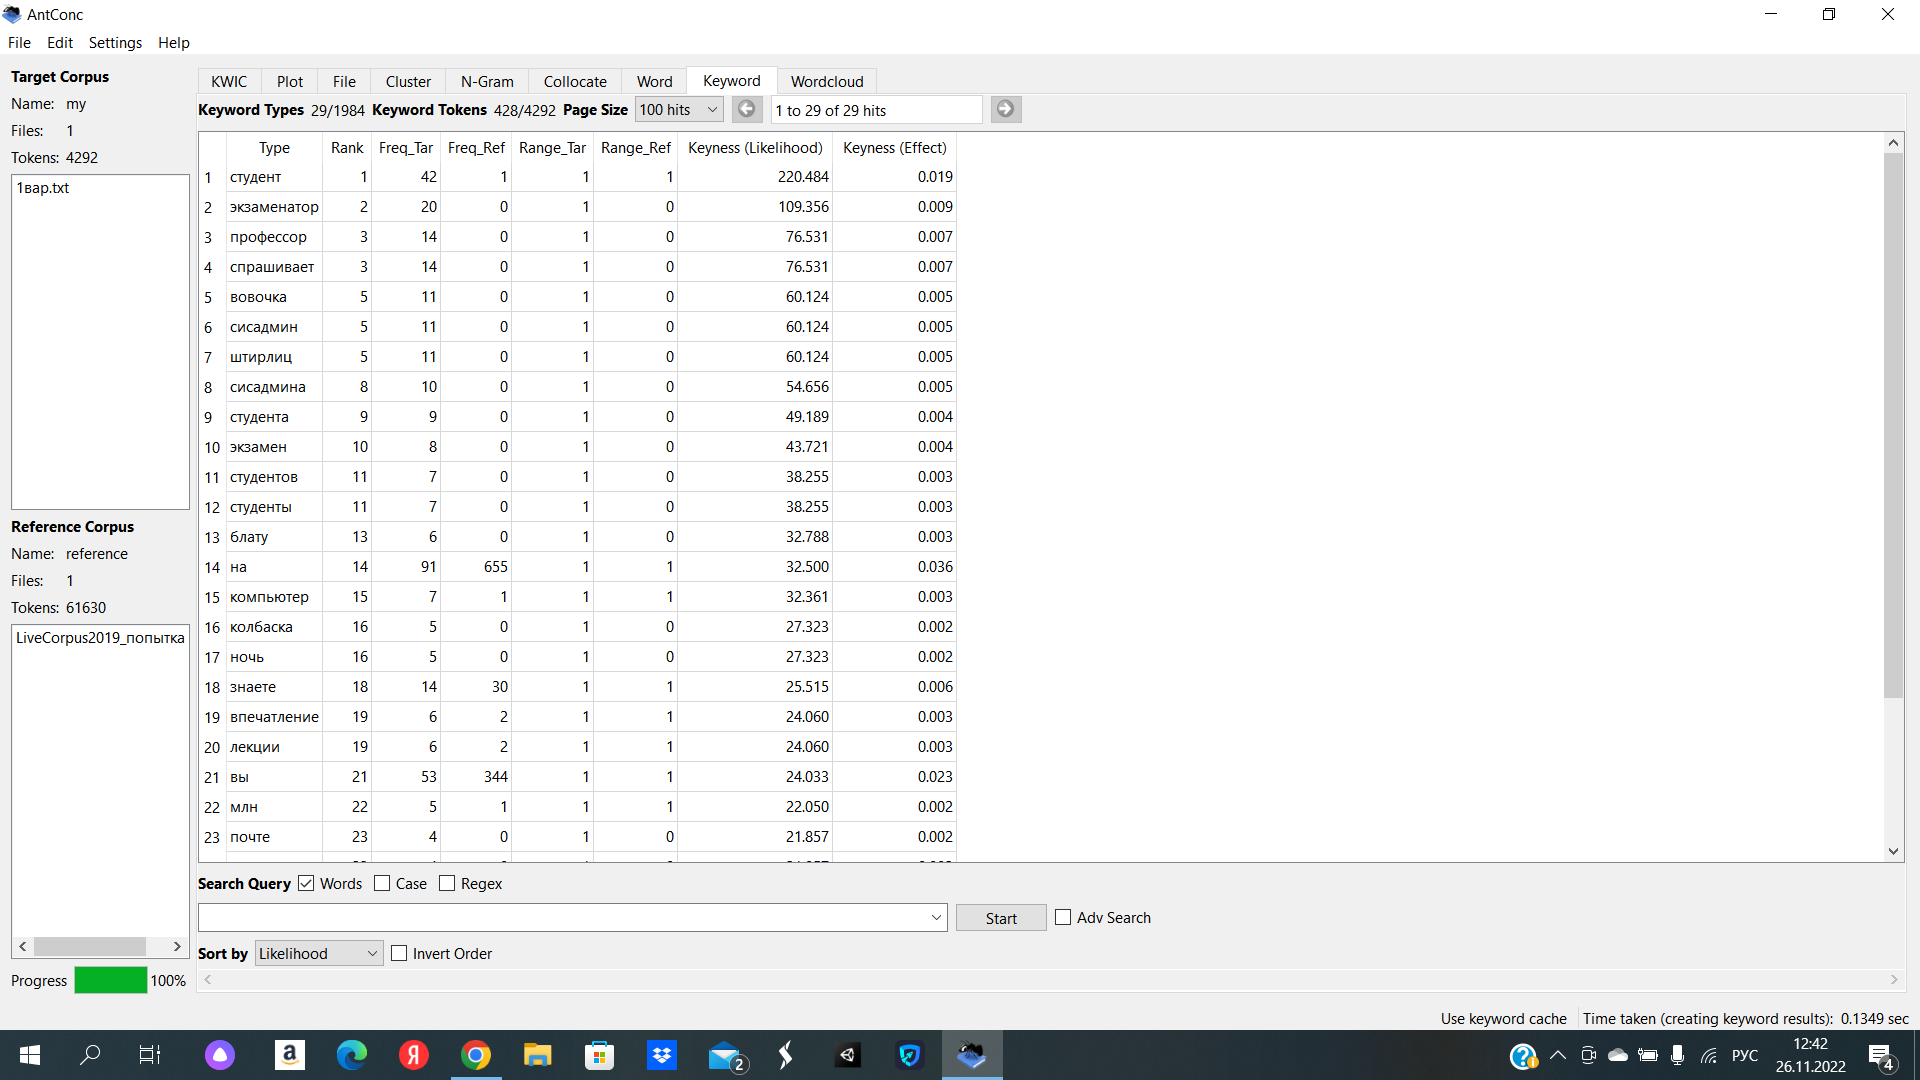 AntConc
File Edit Settings Help
Target Corpus
Name: my
Files: 1
Tokens: 4292
1вар.txt
Reference Corpus
Name: reference
Files: 1
Tokens: 61630
LiveCorpus2019_попытка
Progress 100%
KWIC Plot File Cluster N-Gram Collocate Word Keyword Wordcloud
Keyword Types 29/1984 Keyword Tokens 428/4292 Page Size 100 hits 1 to 29 of 29 hits
Type Rank Freq_Tar Freq_Ref Range_Tar Range_Ref Keyness (Likelihood) Keyness (Effect)
1 студент 1 42 1 1 1 220.484 0.019
2 экзаменатор 2 20 0 1 0 109.356 0.009
3 профессор 3 14 0 1 0 76.531 0.007
4 спрашивает 3 14 0 1 0 76.531 0.007
5 вовочка 5 11 0 1 0 60.124 0.005
6 сисадмин 5 11 0 1 0 60.124 0.005
7 штирлиц 5 11 0 1 0 60.124 0.005
8 сисадмина 8 10 0 1 0 54.656 0.005
9 студента 9 9 0 1 0 49.189 0.004
10 экзамен 10 8 0 1 0 43.721 0.004
11 студентов 11 7 0 1 0 38.255 0.003
12 студенты 11 7 0 1 0 38.255 0.003
13 блату 13 6 0 1 0 32.788 0.003
14 на 14 91 655 1 1 32.500 0.036
15 компьютер 15 7 1 1 1 32.361 0.003
16 колбаска 16 5 0 1 0 27.323 0.002
17 ночь 16 5 0 1 0 27.323 0.002
18 знаете 18 14 30 1 1 25.515 0.006
19 впечатление 19 6 2 1 1 24.060 0.003
20 лекции 19 6 2 1 1 24.060 0.003
21 вы 21 53 344 1 1 24.033 0.023
22 млн 22 5 1 1 1 22.050 0.002
23 почте 23 4 0 1 0 21.857 0.002
Search Query Words Case Regex
Start Adv Search
Sort by Likelihood Invert Order
Use keyword cache Time taken (creating keyword results): 0.1349 sec
a Я 2 РУС 12:42
26.11.2022 4